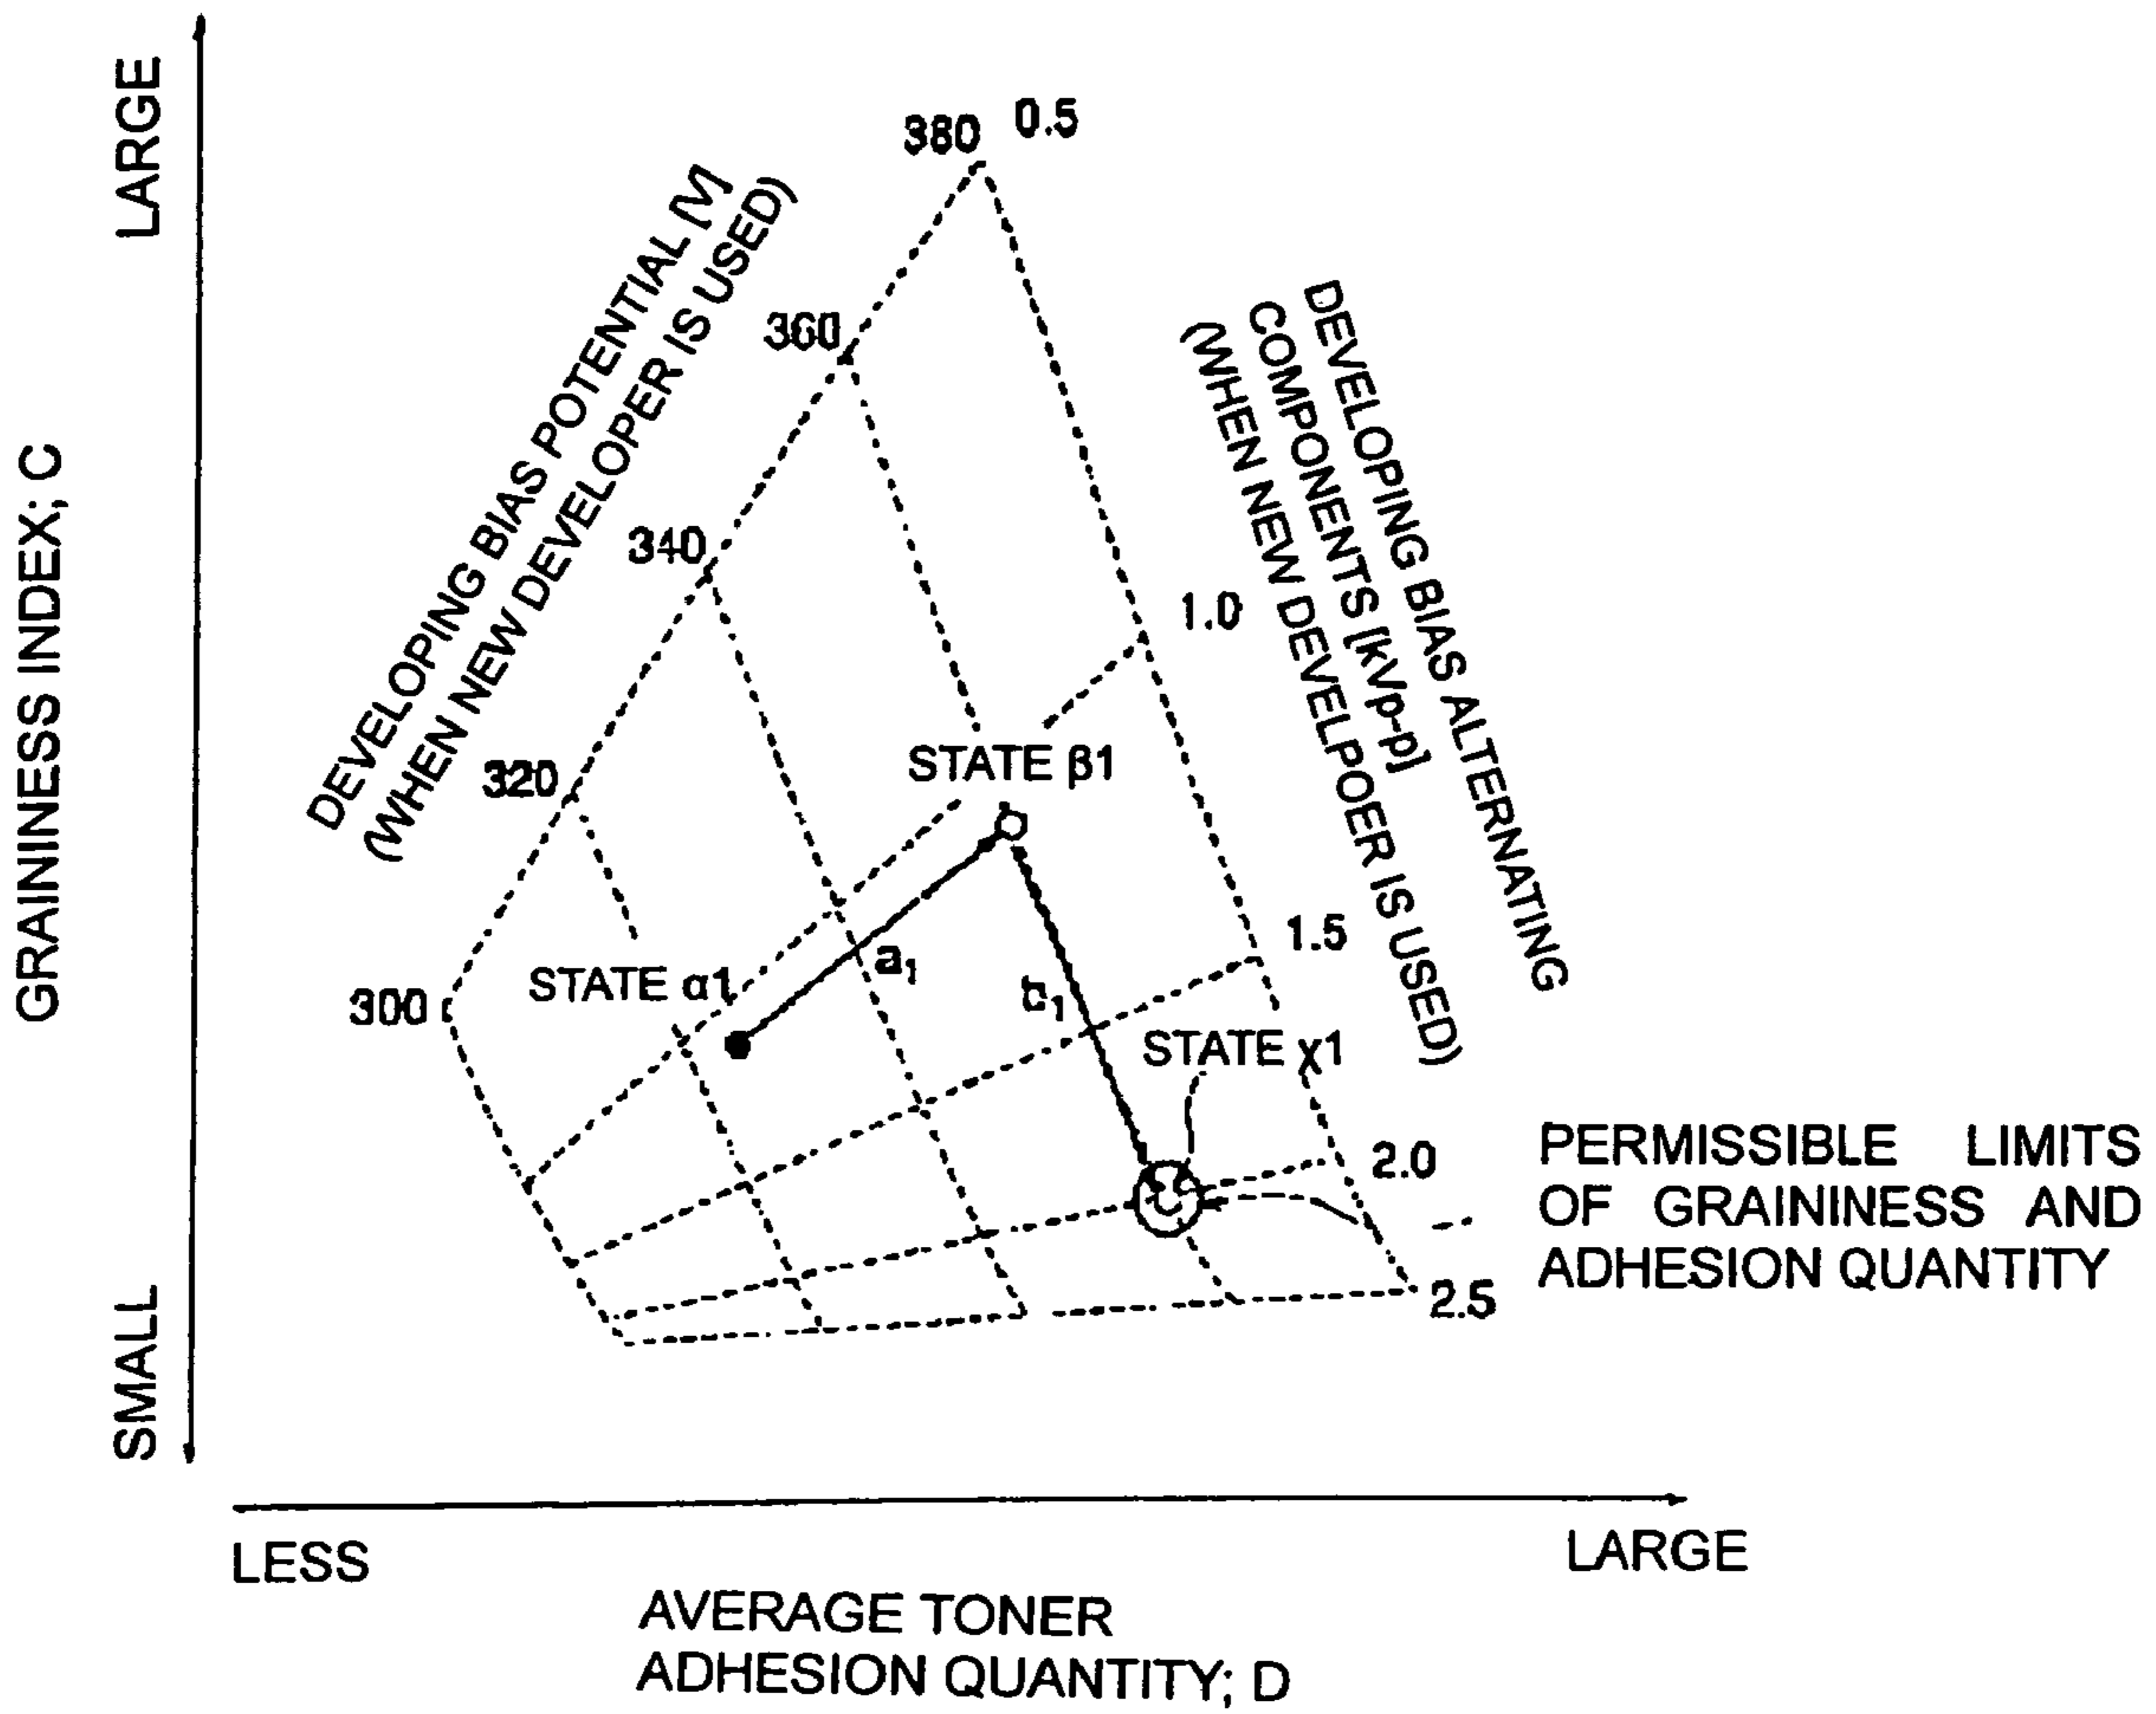 LARGE
GRAININESS INDEX; C
SMALL
DEVELOPING BIAS POTENTIAL [V]
(WHEN NEW DEVELOPER IS USED)
380
0.5
360
340
320
300
DEVELOPING BIAS ALTERNATING
COMPONENTS [kVp-p]
(WHEN NEW DEVELPOER IS USED)
1.0
STATE β1
1.5
STATE α1
a1
b1
STATE χ1
2.0
2.5
PERMISSIBLE LIMITS
OF GRAININESS AND
ADHESION QUANTITY
LESS
LARGE
AVERAGE TONER
ADHESION QUANTITY; D